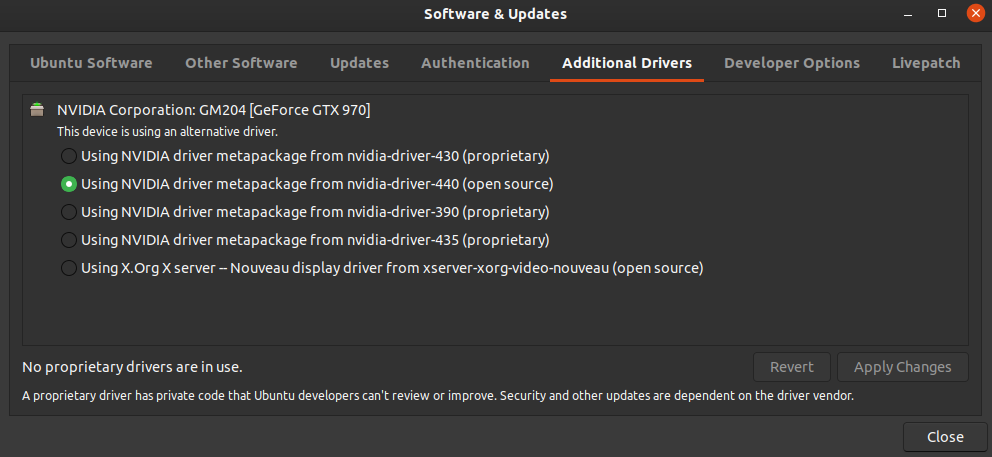 Software & Updates
Ubuntu Software Other Software Updates Authentication Additional Drivers Developer Options Livepatch
NVIDIA Corporation: GM204 [GeForce GTX 970]
This device is using an alternative driver.
Using NVIDIA driver metapackage from nvidia-driver-430 (proprietary)
Using NVIDIA driver metapackage from nvidia-driver-440 (open source)
Using NVIDIA driver metapackage from nvidia-driver-390 (proprietary)
Using NVIDIA driver metapackage from nvidia-driver-435 (proprietary)
Using X.Org X server -- Nouveau display driver from xserver-xorg-video-nouveau (open source)
No proprietary drivers are in use.
Revert Apply Changes
A proprietary driver has private code that Ubuntu developers can't review or improve. Security and other updates are dependent on the driver vendor.
Close